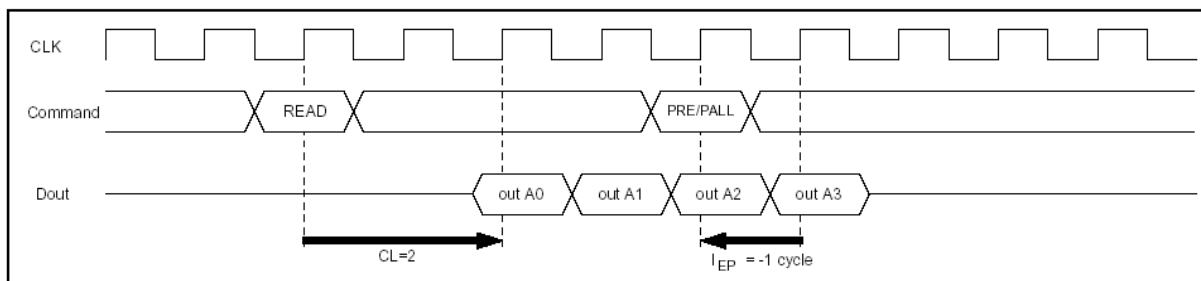 CLK
Command
READ
PRE/PALL
Dout
out A0
out A1
out A2
out A3
CL=2
lEP = -1 cycle